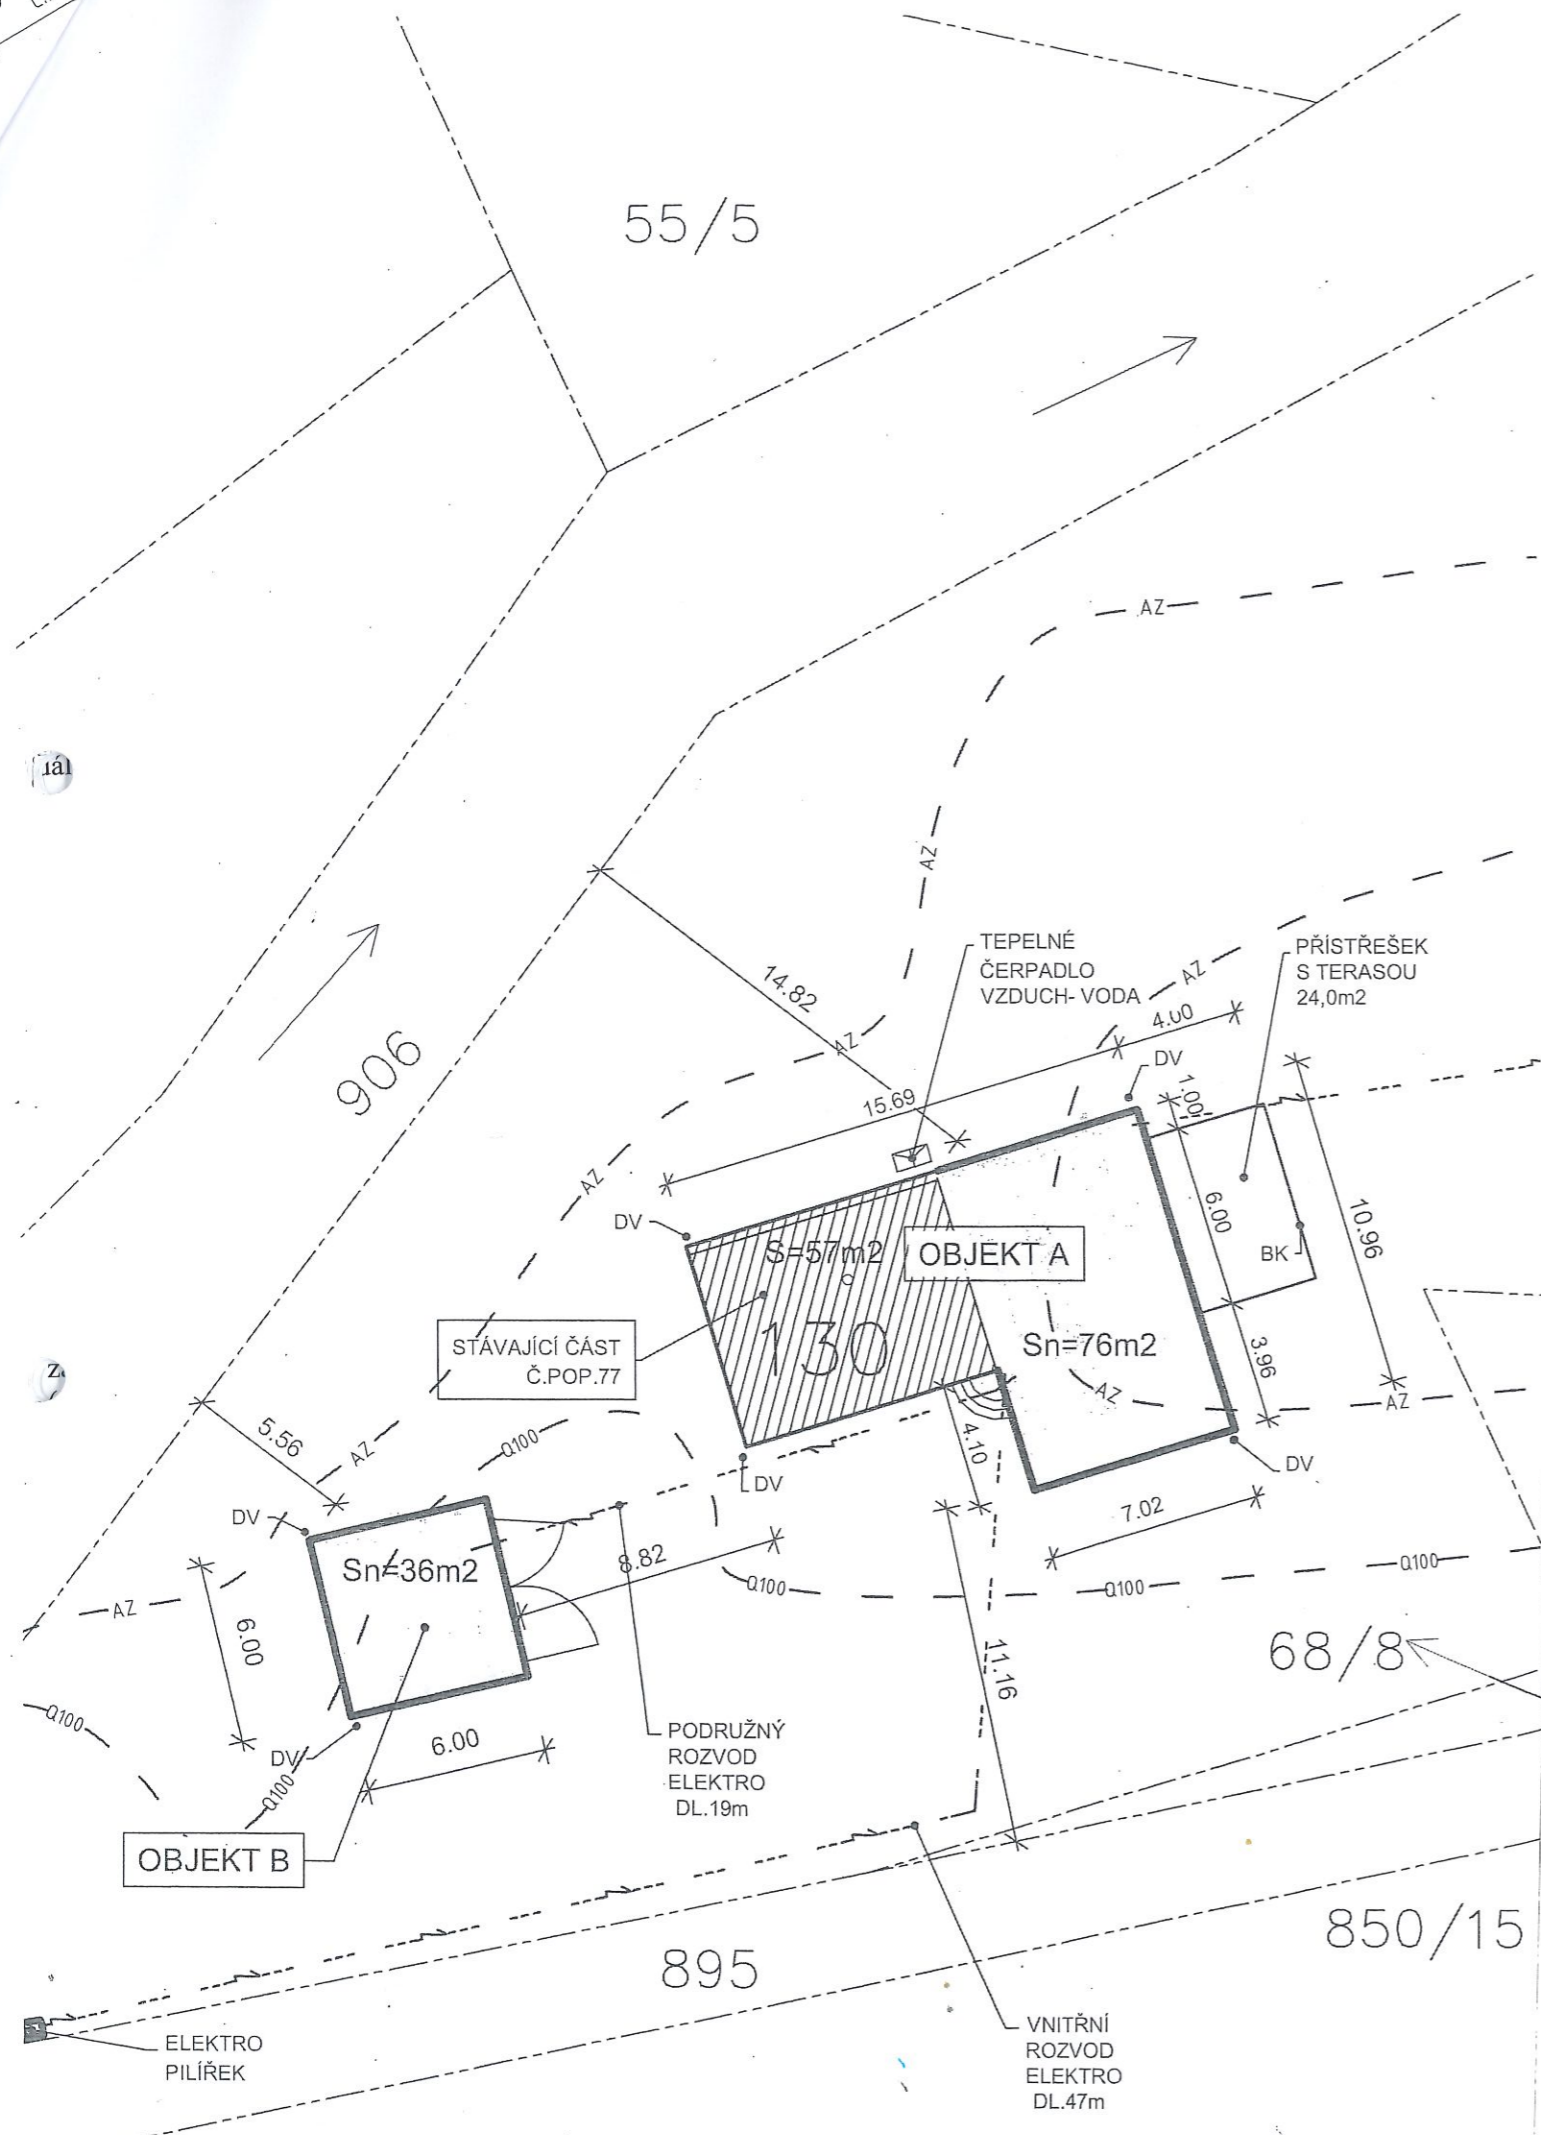 55/5
AZ
uál
AZ
TEPELNÉ
ČERPADLO
VZDUCH- VODA
PŘÍSTŘEŠEK
S TERASOU
24,0m2
AZ
14.82
4.00
AZ
906
DV
15.69
1.00
AZ
DV
6.00
10.96
S=57m2
OBJEKT A
BK
STÁVAJÍCÍ ČÁST
Č.POP.77
130
Sn=76m2
3.96
AZ
AZ
5.56
AZ
Q100
4.10
DV
DV
DV
7.02
Sn=36m2
8.82
Q100
Q100
Q100
AZ
6.00
68/8
11.16
Q100
PODRUŽNÝ
ROZVOD
ELEKTRO
DL.19m
6.00
DV
Q100
OBJEKT B
850/15
895
VNITŘNÍ
ROZVOD
ELEKTRO
DL.47m
ELEKTRO
PILÍŘEK